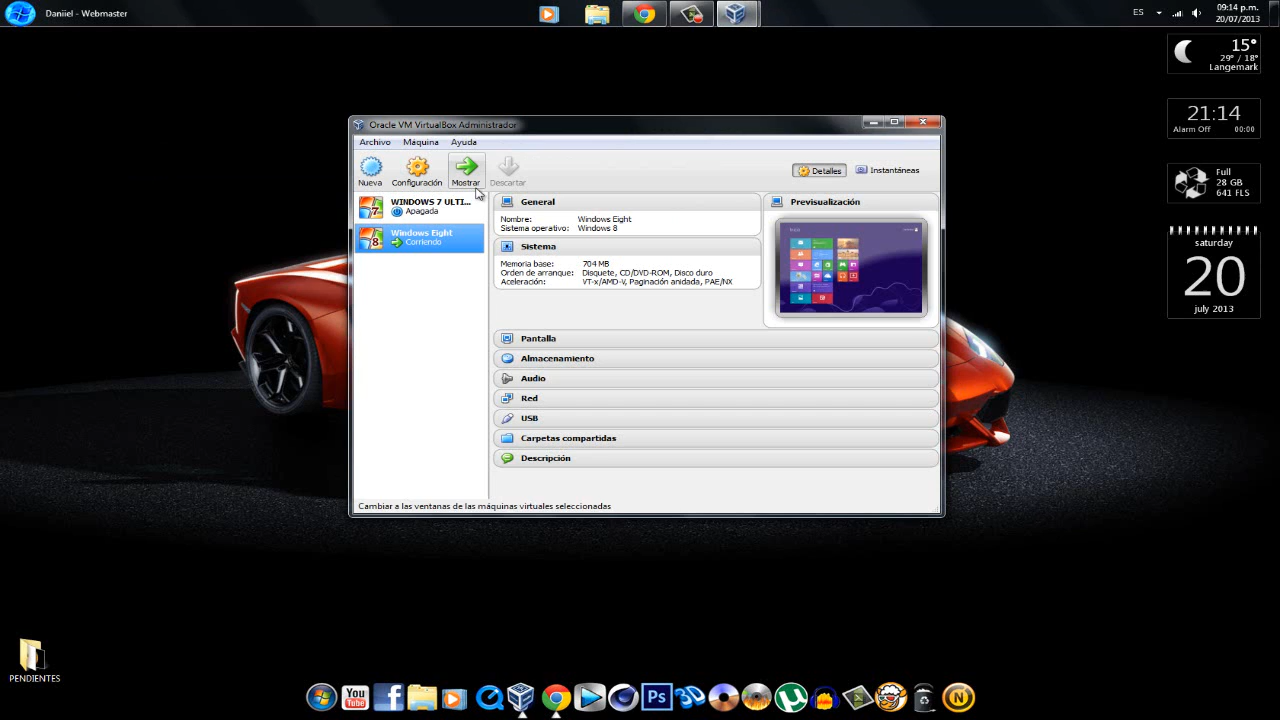 Daniiel - Webmaster
ES
09:14 p.m.
20/07/2013
15°
29° / 18°
Langemark
21:14
Alarm Off 00:00
Full
28 GB
641 FLS
saturday
20
july 2013
Oracle VM VirtualBox Administrador
Archivo Máquina Ayuda
Nueva Configuración Mostrar Descartar
Detalles Instantáneas
WINDOWS 7 ULTI...
Apagada
Windows Eight
Corriendo
General
Nombre: Windows Eight
Sistema operativo: Windows 8
Sistema
Memoria base: 704 MB
Orden de arranque: Disquete, CD/DVD-ROM, Disco duro
Aceleración: VT-x/AMD-V, Paginación anidada, PAE/NX
Previsualización
Pantalla
Almacenamiento
Audio
Red
USB
Carpetas compartidas
Descripción
Cambiar a las ventanas de las máquinas virtuales seleccionadas
PENDIENTES
You
Tube
Ps
N